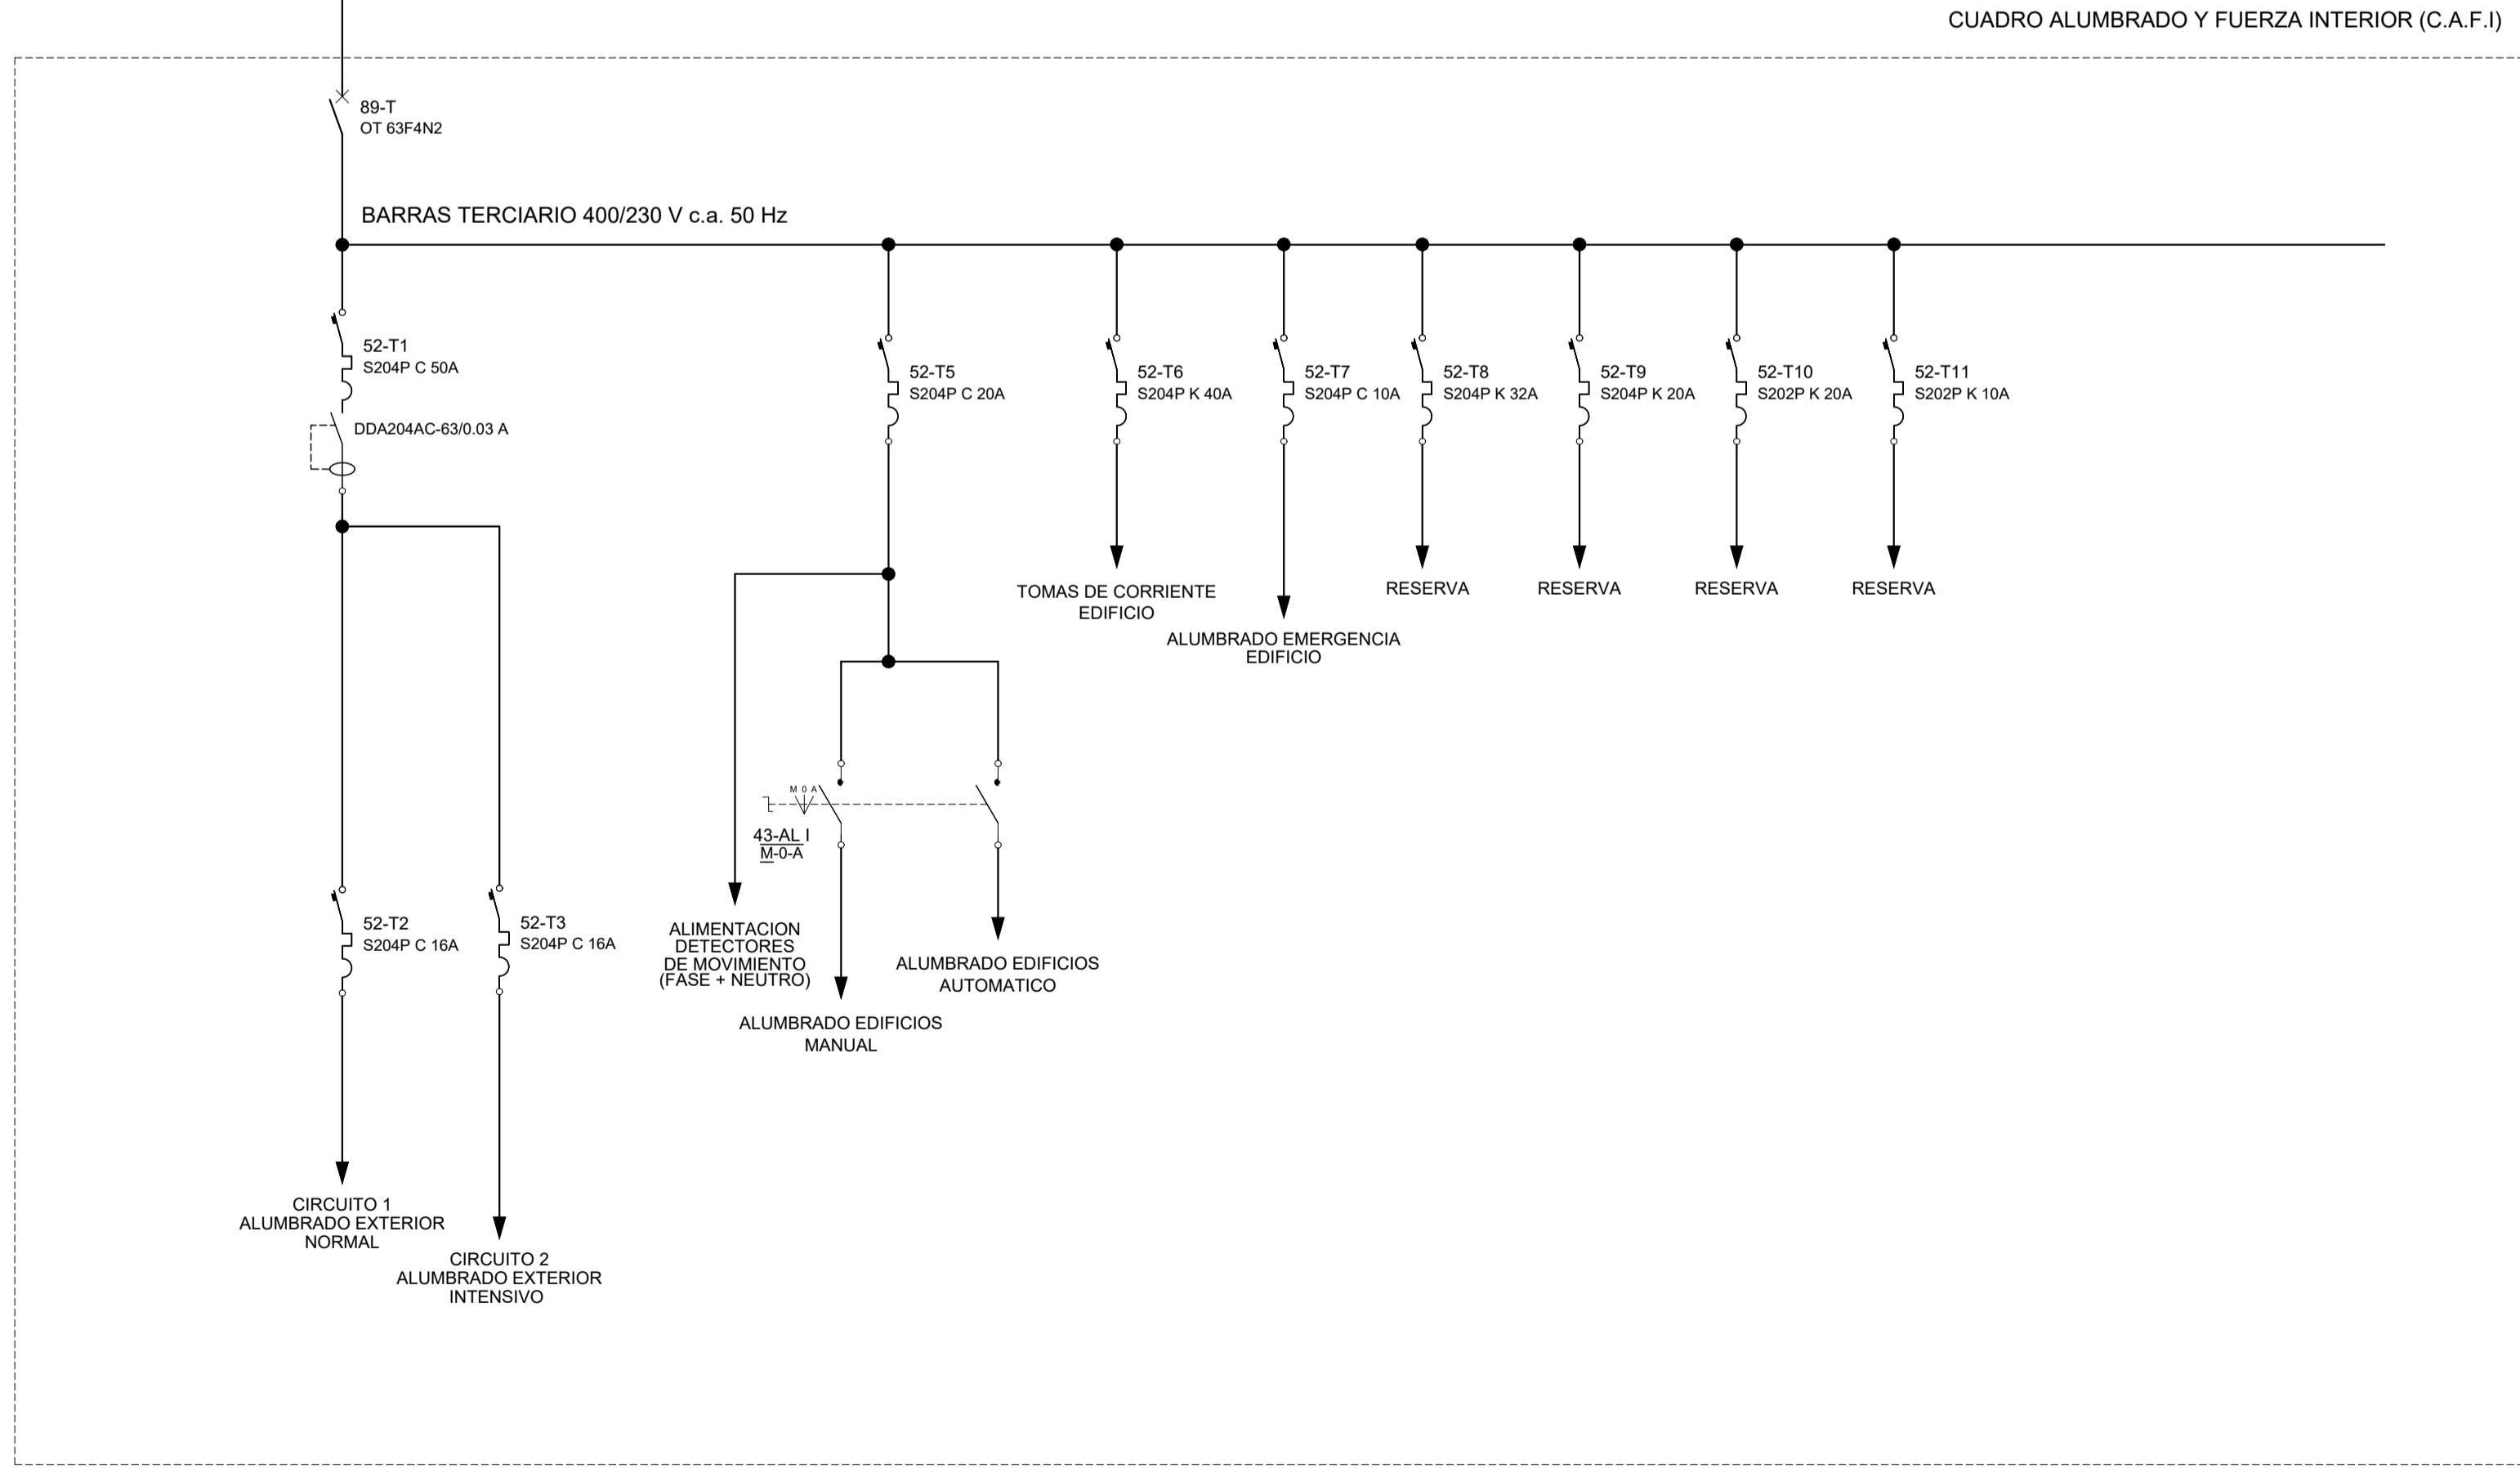 CUADRO ALUMBRADO Y FUERZA INTERIOR (C.A.F.I)
89-T
OT 63F4N2
BARRAS TERCIARIO 400/230 V c.a. 50 Hz
52-T1
S204P C 50A
DDA204AC-63/0.03 A
52-T5
S204P C 20A
52-T6
S204P K 40A
52-T7
S204P C 10A
52-T8
S204P K 32A
52-T9
S204P K 20A
52-T10
S202P K 20A
52-T11
S202P K 10A
TOMAS DE CORRIENTE
EDIFICIO
ALUMBRADO EMERGENCIA
EDIFICIO
RESERVA
RESERVA
RESERVA
RESERVA
M 0 A
43-AL I
M-0-A
52-T2
S204P C 16A
52-T3
S204P C 16A
ALIMENTACION
DETECTORES
DE MOVIMIENTO
(FASE + NEUTRO)
ALUMBRADO EDIFICIOS
AUTOMATICO
ALUMBRADO EDIFICIOS
MANUAL
CIRCUITO 1
ALUMBRADO EXTERIOR
NORMAL
CIRCUITO 2
ALUMBRADO EXTERIOR
INTENSIVO